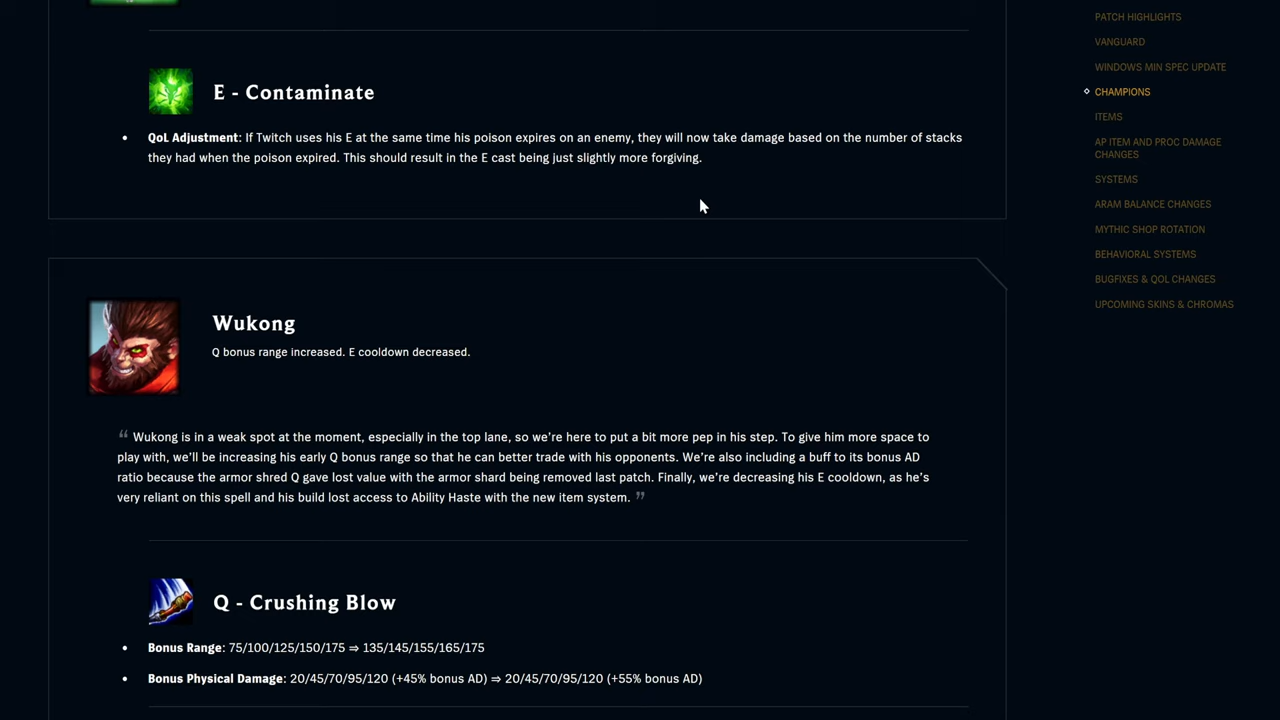 E - Contaminate
• QoL Adjustment: If Twitch uses his E at the same time his poison expires on an enemy, they will now take damage based on the number of stacks
they had when the poison expired. This should result in the E cast being just slightly more forgiving.
Wukong
Q bonus range increased. E cooldown decreased.
“ Wukong is in a weak spot at the moment, especially in the top lane, so we’re here to put a bit more pep in his step. To give him more space to
play with, we’ll be increasing his early Q bonus range so that he can better trade with his opponents. We’re also including a buff to its bonus AD
ratio because the armor shred Q gave lost value with the armor shard being removed last patch. Finally, we’re decreasing his E cooldown, as he’s
very reliant on this spell and his build lost access to Ability Haste with the new item system. ”
Q - Crushing Blow
• Bonus Range: 75/100/125/150/175 ⇒ 135/145/155/165/175
• Bonus Physical Damage: 20/45/70/95/120 (+45% bonus AD) ⇒ 20/45/70/95/120 (+55% bonus AD)
PATCH HIGHLIGHTS
VANGUARD
WINDOWS MIN SPEC UPDATE
CHAMPIONS
ITEMS
AP ITEM AND PROC DAMAGE
CHANGES
SYSTEMS
ARAM BALANCE CHANGES
MYTHIC SHOP ROTATION
BEHAVIORAL SYSTEMS
BUGFIXES & QOL CHANGES
UPCOMING SKINS & CHROMAS